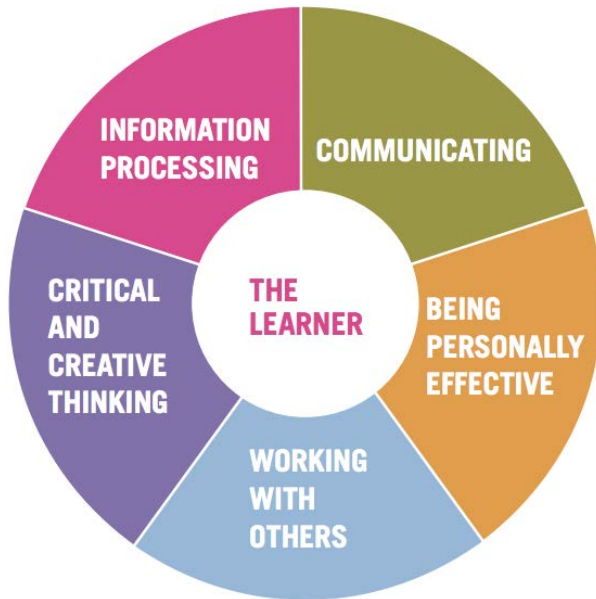 INFORMATION
PROCESSING
COMMUNICATING
CRITICAL
AND
CREATIVE
THINKING
THE
LEARNER
BEING
PERSONALLY
EFFECTIVE
WORKING
WITH
OTHERS